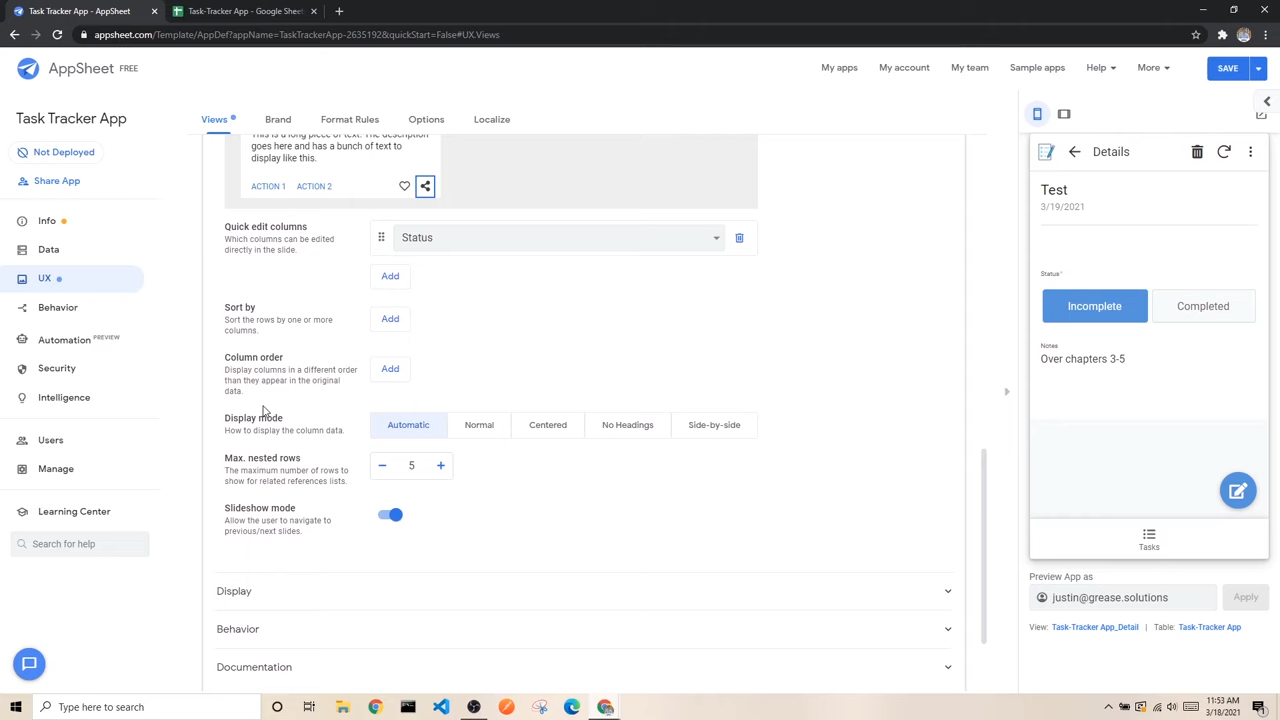 Task Tracker App - AppSheet
Task-Tracker App - Google Sheet
appsheet.com/Template/AppDef?appName=TaskTrackerApp-2635192&quickStart=False#UX.Views
AppSheet FREE
My apps
My account
My team
Sample apps
Help
More
SAVE
Task Tracker App
Not Deployed
Share App
Info
Data
UX
Behavior
Automation PREVIEW
Security
Intelligence
Users
Manage
Learning Center
Search for help
Views
Brand
Format Rules
Options
Localize
This is a long piece of text. The description
goes here and has a bunch of text to
display like this.
ACTION 1 ACTION 2
Quick edit columns
Which columns can be edited
directly in the slide.
Status
Add
Sort by
Sort the rows by one or more
columns.
Add
Column order
Display columns in a different order
than they appear in the original
data.
Add
Display mode
How to display the column data.
Automatic
Normal
Centered
No Headings
Side-by-side
Max. nested rows
The maximum number of rows to
show for related references lists.
5
Slideshow mode
Allow the user to navigate to
previous/next slides.
Display
Behavior
Documentation
Details
Test
3/19/2021
Status*
Incomplete
Completed
Notes
Over chapters 3-5
Tasks
Preview App as
justin@grease.solutions
Apply
View: Task-Tracker App_Detail | Table: Task-Tracker App
Type here to search
11:53 AM
3/18/2021
1